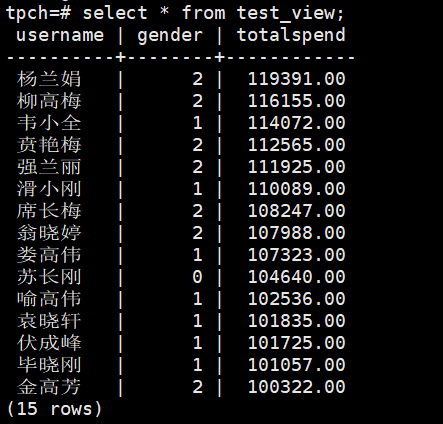 tpch=# select * from test_view;
username | gender | totalspend
----------+--------+------------
杨兰娟 | 2 | 119391.00
柳高梅 | 2 | 116155.00
韦小全 | 1 | 114072.00
贲艳梅 | 2 | 112565.00
强兰丽 | 2 | 111925.00
滑小刚 | 1 | 110089.00
席长梅 | 2 | 108247.00
翁晓婷 | 2 | 107988.00
娄高伟 | 1 | 107323.00
苏长刚 | 0 | 104640.00
喻高伟 | 1 | 102536.00
袁晓轩 | 1 | 101835.00
伏成峰 | 1 | 101725.00
毕晓刚 | 1 | 101057.00
金高芳 | 2 | 100322.00
(15 rows)